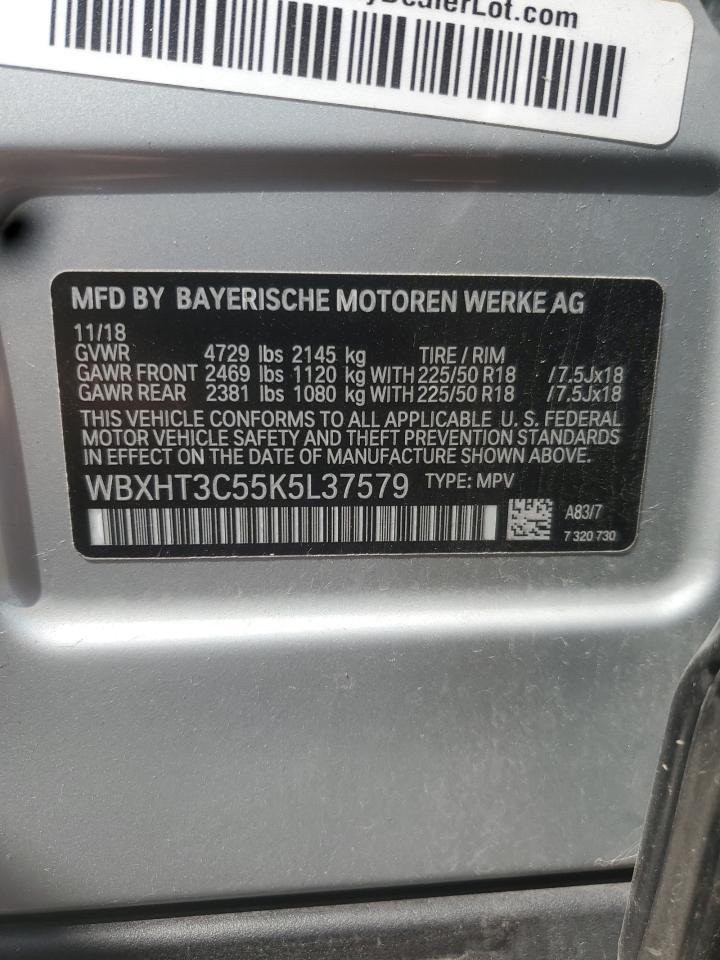 DealerLot.com
MFD BY BAYERISCHE MOTOREN WERKE AG
11/18
GVWR 4729 lbs 2145 kg TIRE / RIM
GAWR FRONT 2469 lbs 1120 kg WITH 225/50 R18 /7.5Jx18
GAWR REAR 2381 lbs 1080 kg WITH 225/50 R18 /7.5Jx18
THIS VEHICLE CONFORMS TO ALL APPLICABLE U. S. FEDERAL
MOTOR VEHICLE SAFETY AND THEFT PREVENTION STANDARDS
IN EFFECT ON THE DATE OF MANUFACTURE SHOWN ABOVE.
WBXHT3C55K5L37579 TYPE: MPV
A83/7
7 320 730